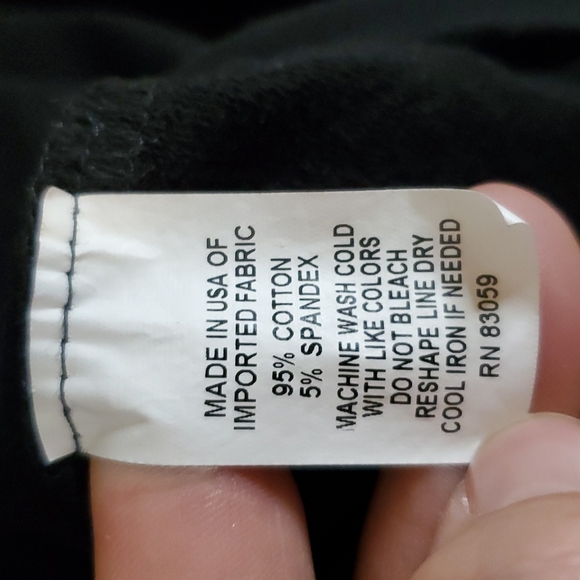 MADE IN USA OF
IMPORTED FABRIC
95% COTTON
5% SPANDEX
MACHINE WASH COLD
WITH LIKE COLORS
DO NOT BLEACH
RESHAPE LINE DRY
COOL IRON IF NEEDED
RN 83059